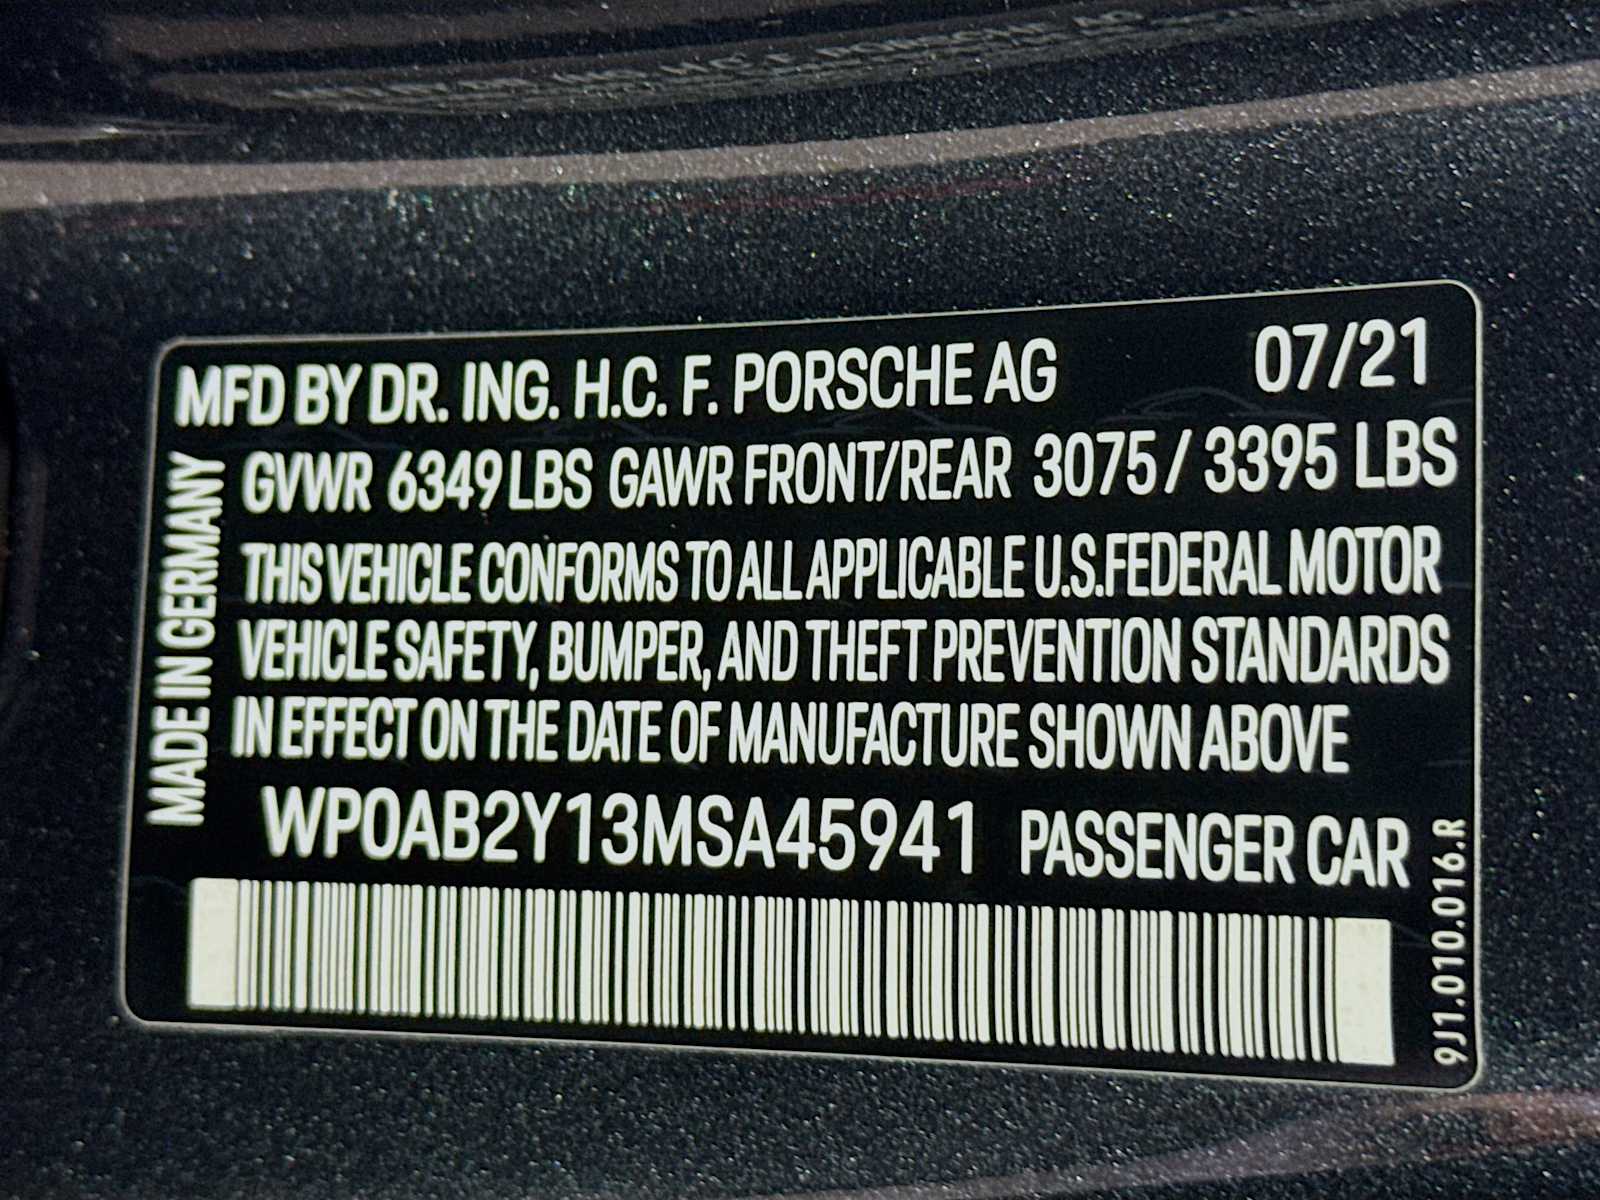 MFD BY DR. ING. H.C. F. PORSCHE AG 07/21
GVWR 6349 LBS GAWR FRONT/REAR 3075 / 3395 LBS
THIS VEHICLE CONFORMS TO ALL APPLICABLE U.S.FEDERAL MOTOR
VEHICLE SAFETY, BUMPER, AND THEFT PREVENTION STANDARDS
IN EFFECT ON THE DATE OF MANUFACTURE SHOWN ABOVE
WP0AB2Y13MSA45941 PASSENGER CAR
MADE IN GERMANY
9J1.010.016.R